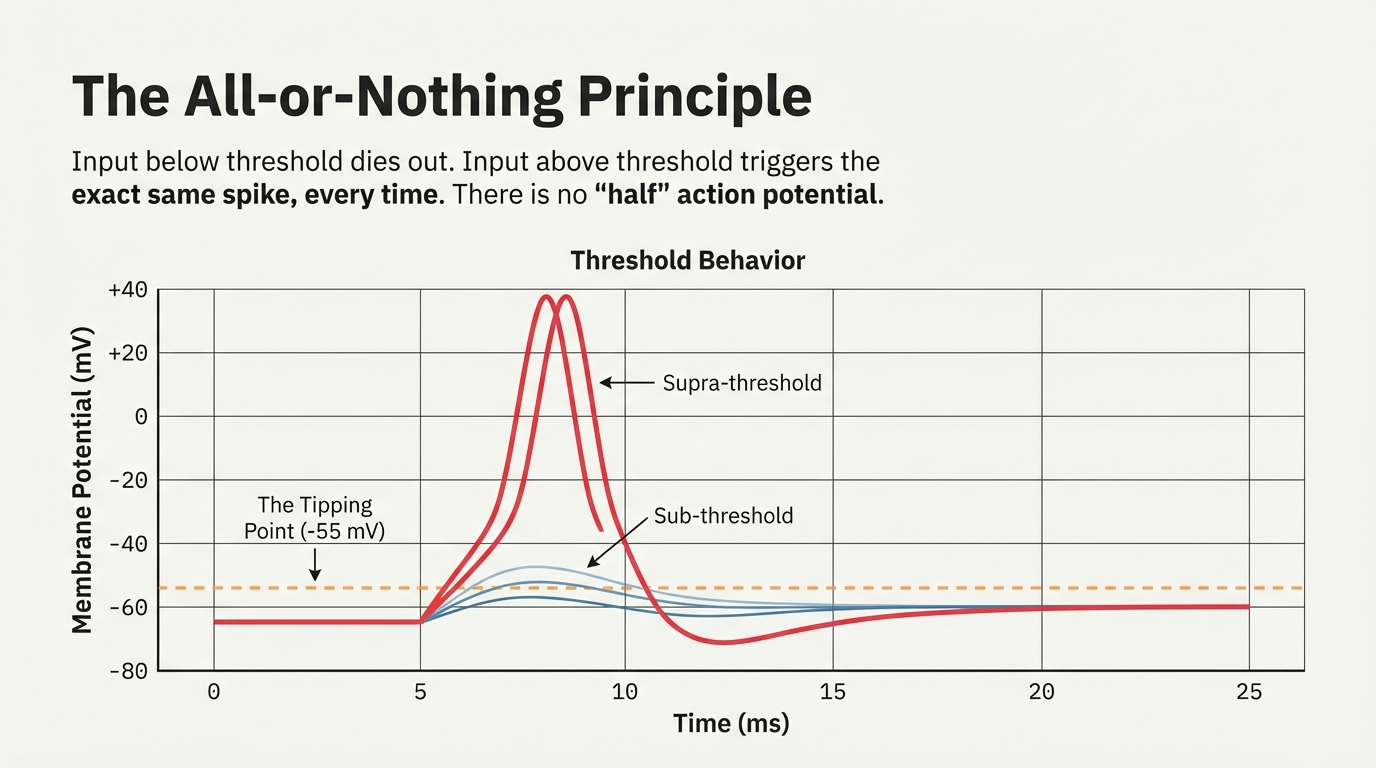 The All-or-Nothing Principle
Input below threshold dies out. Input above threshold triggers the
exact same spike, every time. There is no “half” action potential.
Threshold Behavior
Membrane Potential (mV)
+40
+20
0
-20
-40
-60
-80
Supra-threshold
The Tipping
Point (-55 mV)
Sub-threshold
0 5 10 15 20 25
Time (ms)